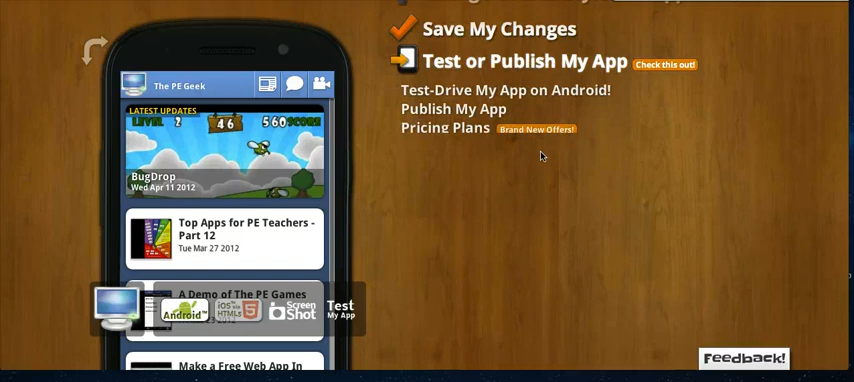 Save My Changes
Test or Publish My App Check this out!
Test-Drive My App on Android!
Publish My App
Pricing Plans Brand New Offers!
The PE Geek
LATEST UPDATES
LEVEL 2 46 560 SCORE
BugDrop
Wed Apr 11 2012
Top Apps for PE Teachers -
Part 12
Tue Mar 27 2012
A Demo of The PE Games
Android
iOS via
HTML5
Screen
Shot
Test
My App
Make a Free Web App In
Feedback!